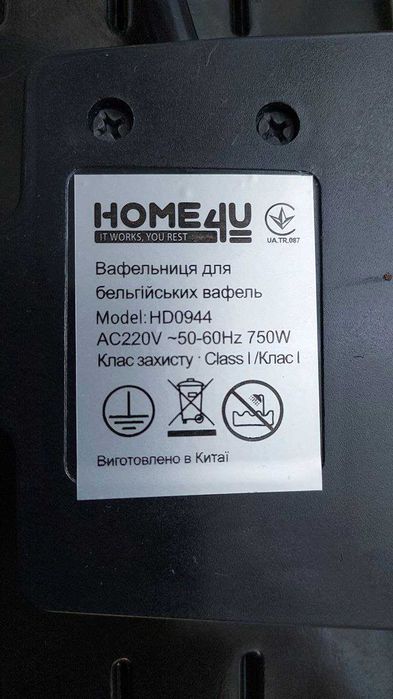 HOME4U
IT WORKS, YOU REST
UA.TR.087
Вафельниця для
бельгійських вафель
Model: HD0944
AC220V ~50-60Hz 750W
Клас захисту · Class I /Клас I
Виготовлено в Китаї